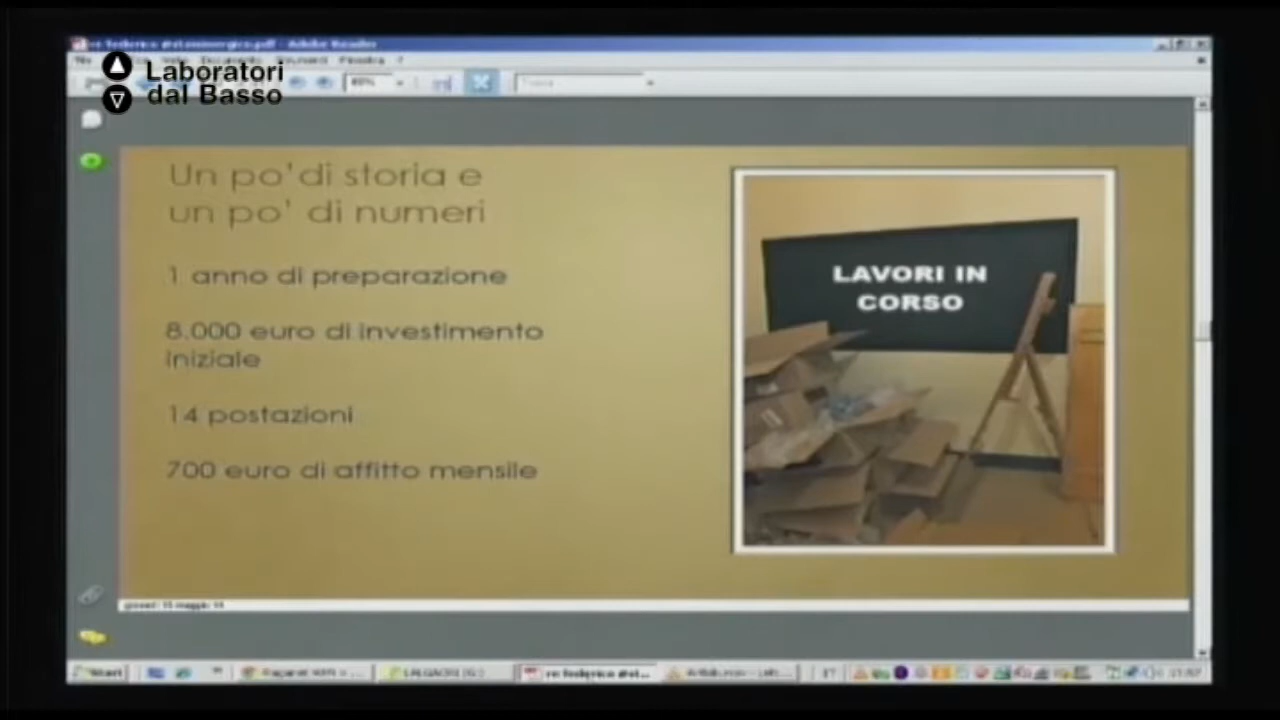 Laboratori
dal Basso
Un po'di storia e
un po' di numeri
1 anno di preparazione
8.000 euro di investimento
iniziale
14 postazioni
700 euro di affitto mensile
LAVORI IN
CORSO
Start